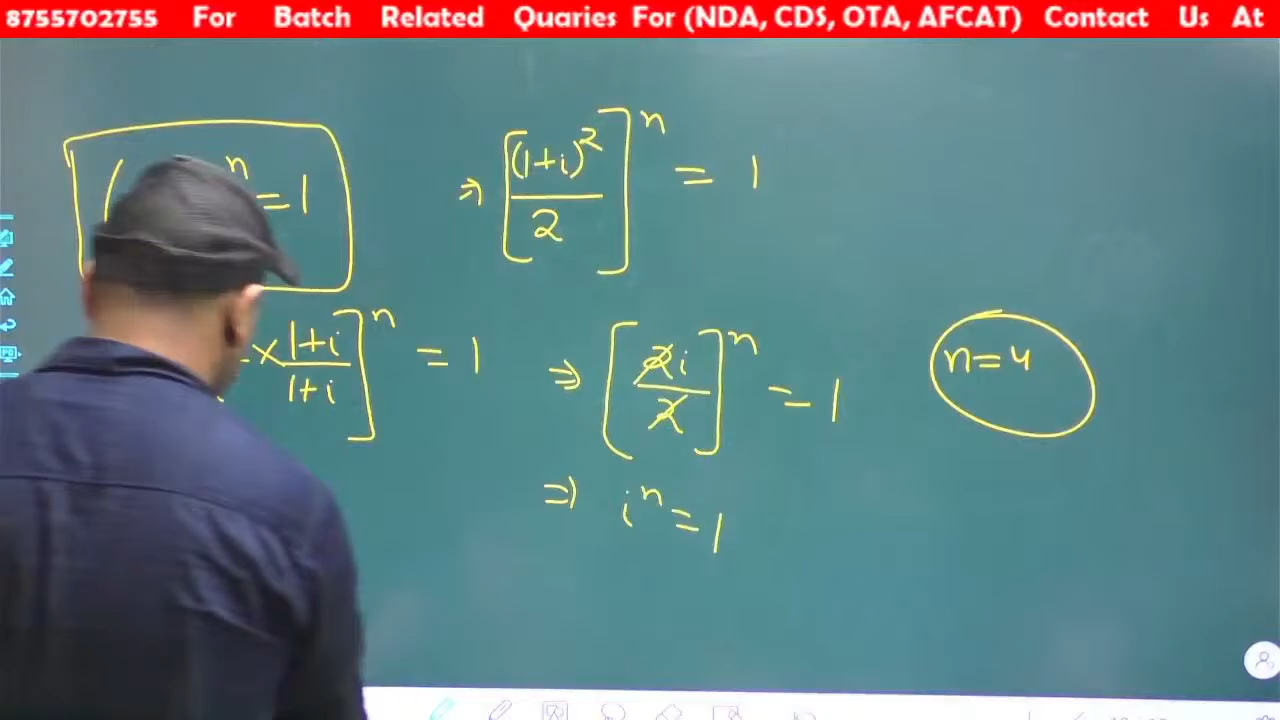 8755702755 For Batch Related Quaries For (NDA, CDS, OTA, AFCAT) Contact Us At
( n = 1
⇒ [(1+i)² / 2]ⁿ = 1
× 1+i / 1+i]ⁿ = 1
⇒ [2i / 2]ⁿ = 1
n=4
⇒ iⁿ = 1